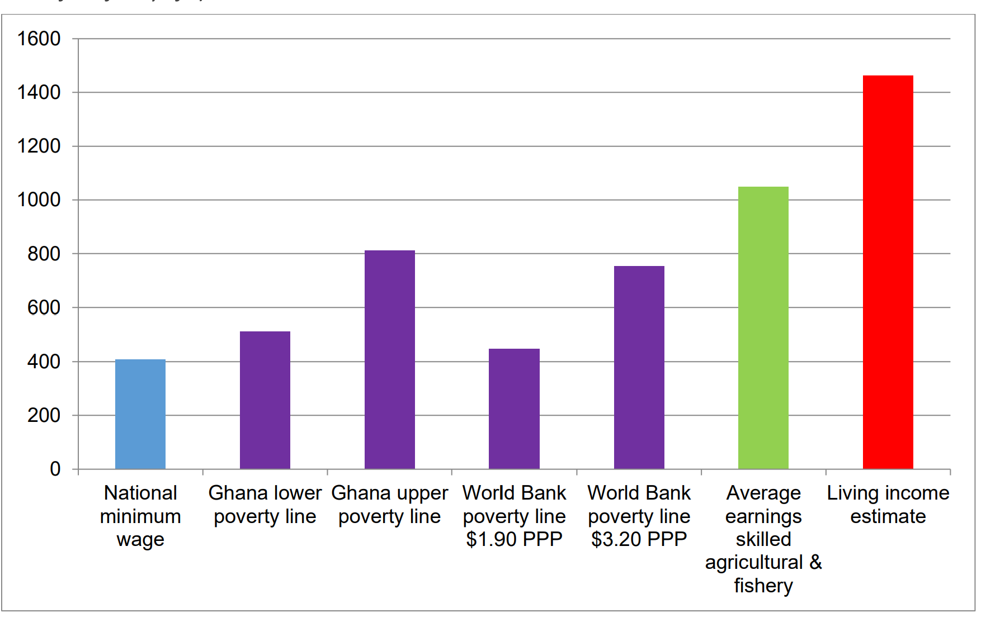 1600
1400
1200
1000
800
600
400
200
0
National
minimum
wage
Ghana lower
poverty line
Ghana upper
poverty line
World Bank
poverty line
$1.90 PPP
World Bank
poverty line
$3.20 PPP
Average
earnings
skilled
agricultural &
fishery
Living income
estimate